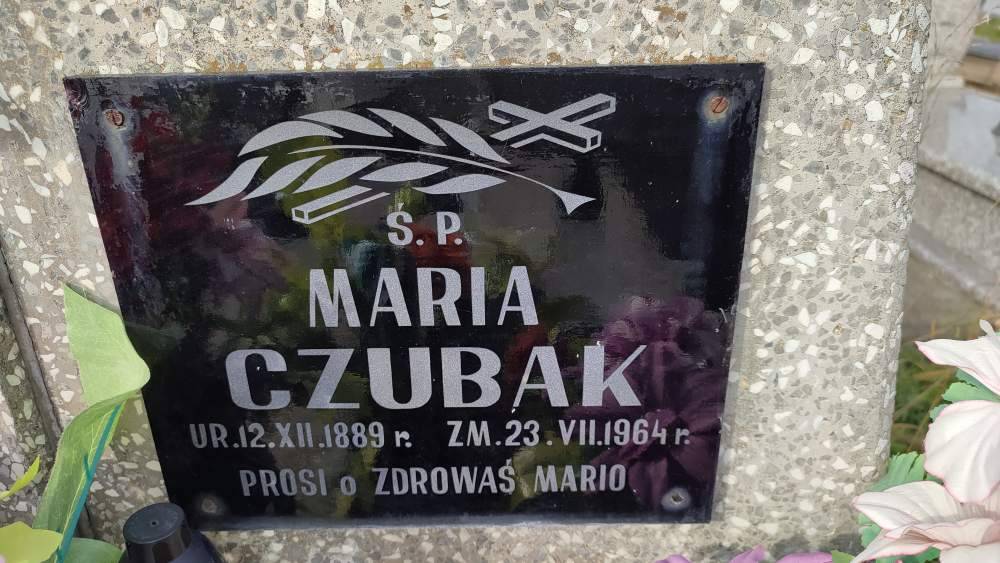 Ś. P.
MARIA
CZUBAK
UR.12.XII.1889 r. ZM.23.VII.1964 r.
PROSI o ZDROWAŚ MARIO